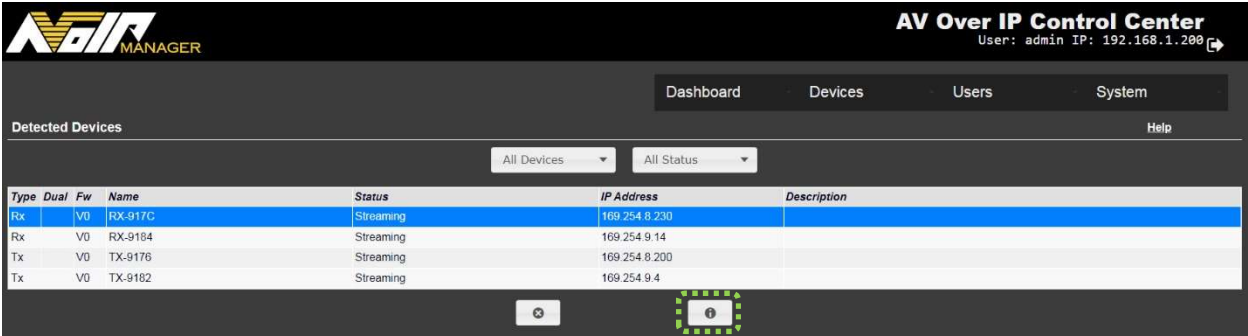 AVoIP MANAGER
AV Over IP Control Center
User: admin IP: 192.168.1.200
Dashboard Devices Users System
Detected Devices Help
All Devices All Status
Type Dual Fw Name Status IP Address Description
Rx V0 RX-917C Streaming 169.254.8.230
Rx V0 RX-9184 Streaming 169.254.9.14
Tx V0 TX-9176 Streaming 169.254.8.200
Tx V0 TX-9182 Streaming 169.254.9.4